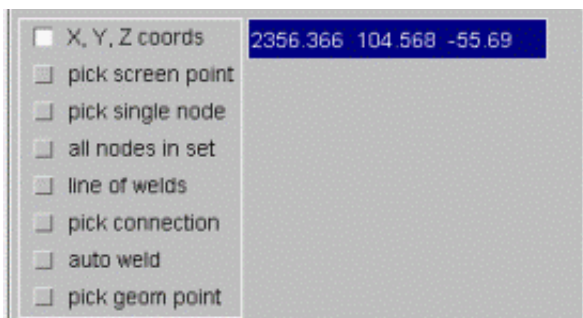 X, Y, Z coords 2356.366 104.568 -55.69
pick screen point
pick single node
all nodes in set
line of welds
pick connection
auto weld
pick geom point